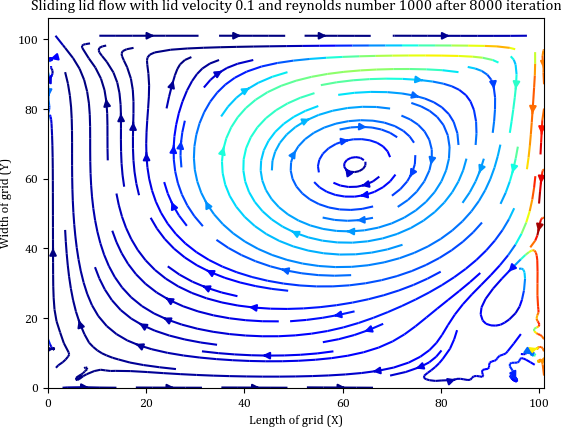 Sliding lid flow with lid velocity 0.1 and reynolds number 1000 after 8000 iteration
100
80
60
40
20
0
Width of grid (Y)
0 20 40 60 80 100
Length of grid (X)